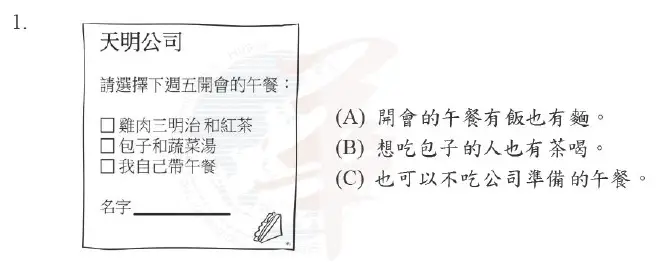 1.
天明公司
請選擇下週五開會的午餐：
□ 雞肉三明治和紅茶
□ 包子和蔬菜湯
□ 我自己帶午餐
名字
(A) 開會的午餐有飯也有麵。
(B) 想吃包子的人也有茶喝。
(C) 也可以不吃公司準備的午餐。